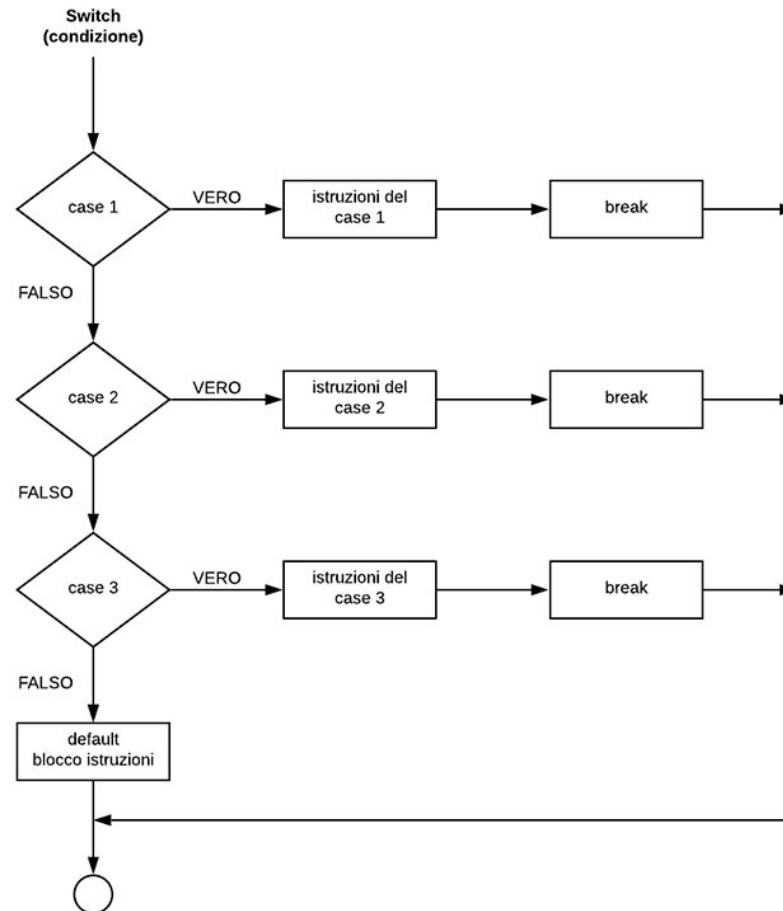 Switch
(condizione)
case 1
VERO
istruzioni del
case 1
break
FALSO
case 2
VERO
istruzioni del
case 2
break
FALSO
case 3
VERO
istruzioni del
case 3
break
FALSO
default
blocco istruzioni